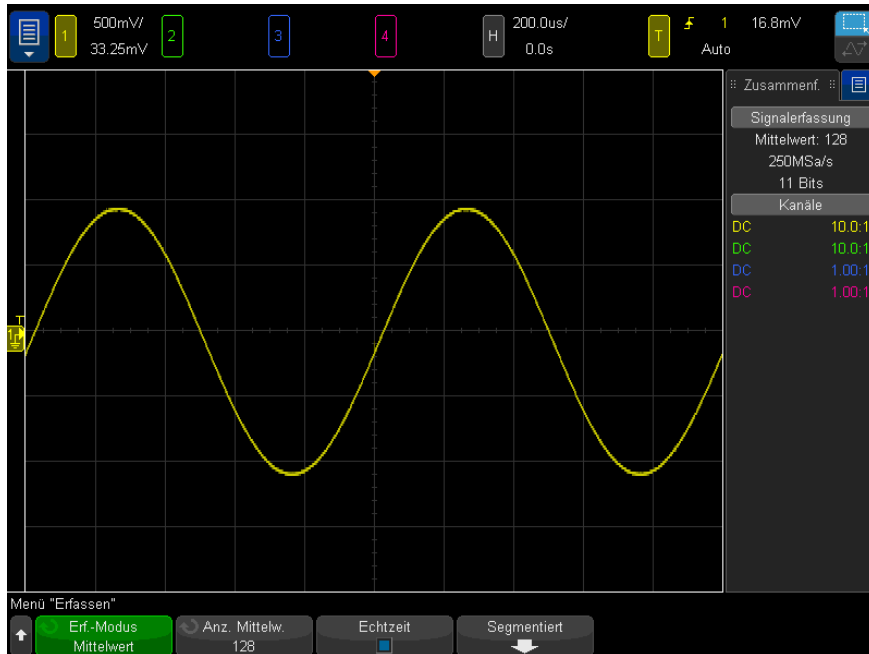 1
500mV/
33.25mV
2
3
4
H
200.0us/
0.0s
T
1
16.8mV
Auto
Zusammenf.
Signalerfassung
Mittelwert: 128
250MSa/s
11 Bits
Kanäle
DC 10.0:1
DC 10.0:1
DC 1.00:1
DC 1.00:1
T
1
Menü "Erfassen"
Erf.-Modus
Mittelwert
Anz. Mittelw.
128
Echtzeit
Segmentiert